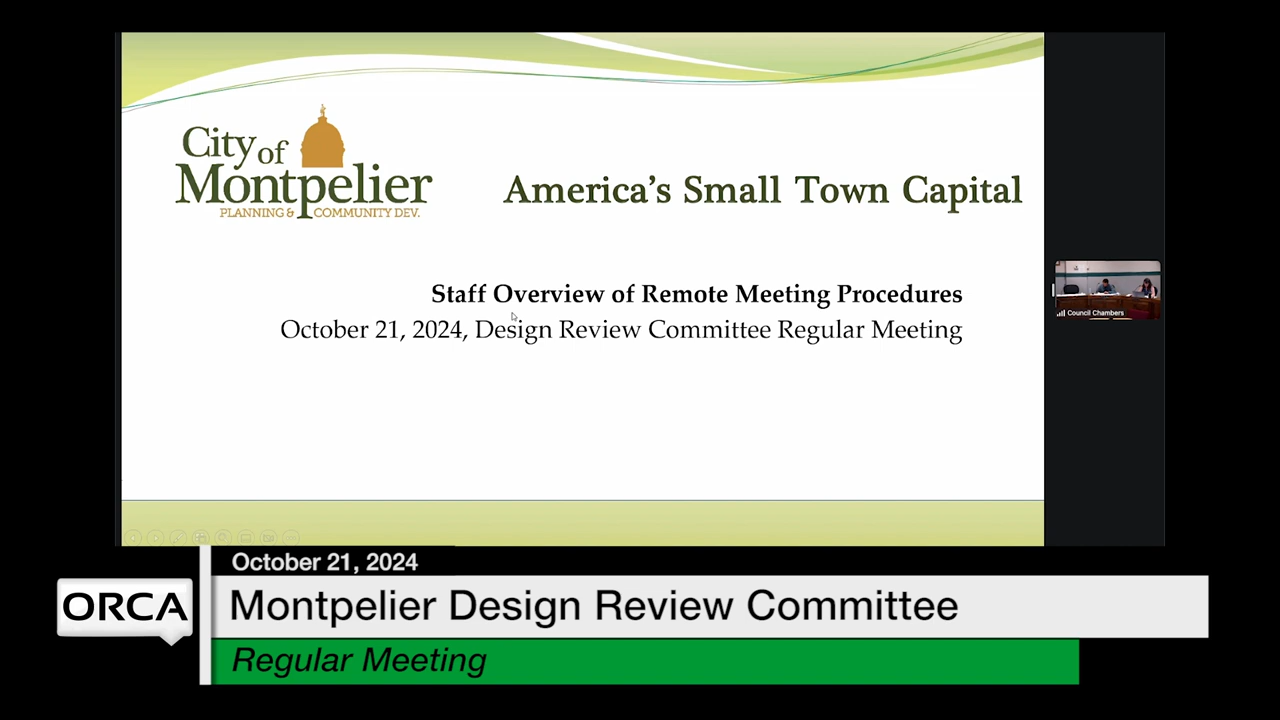 City of
Montpelier
PLANNING & COMMUNITY DEV.
America's Small Town Capital
Staff Overview of Remote Meeting Procedures
October 21, 2024, Design Review Committee Regular Meeting
Council Chambers
October 21, 2024
ORCA
Montpelier Design Review Committee
Regular Meeting